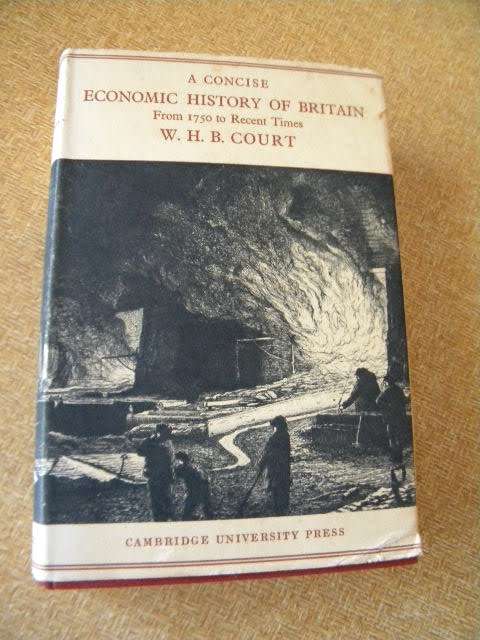 A CONCISE
ECONOMIC HISTORY OF BRITAIN
From 1750 to Recent Times
W. H. B. COURT
CAMBRIDGE UNIVERSITY PRESS